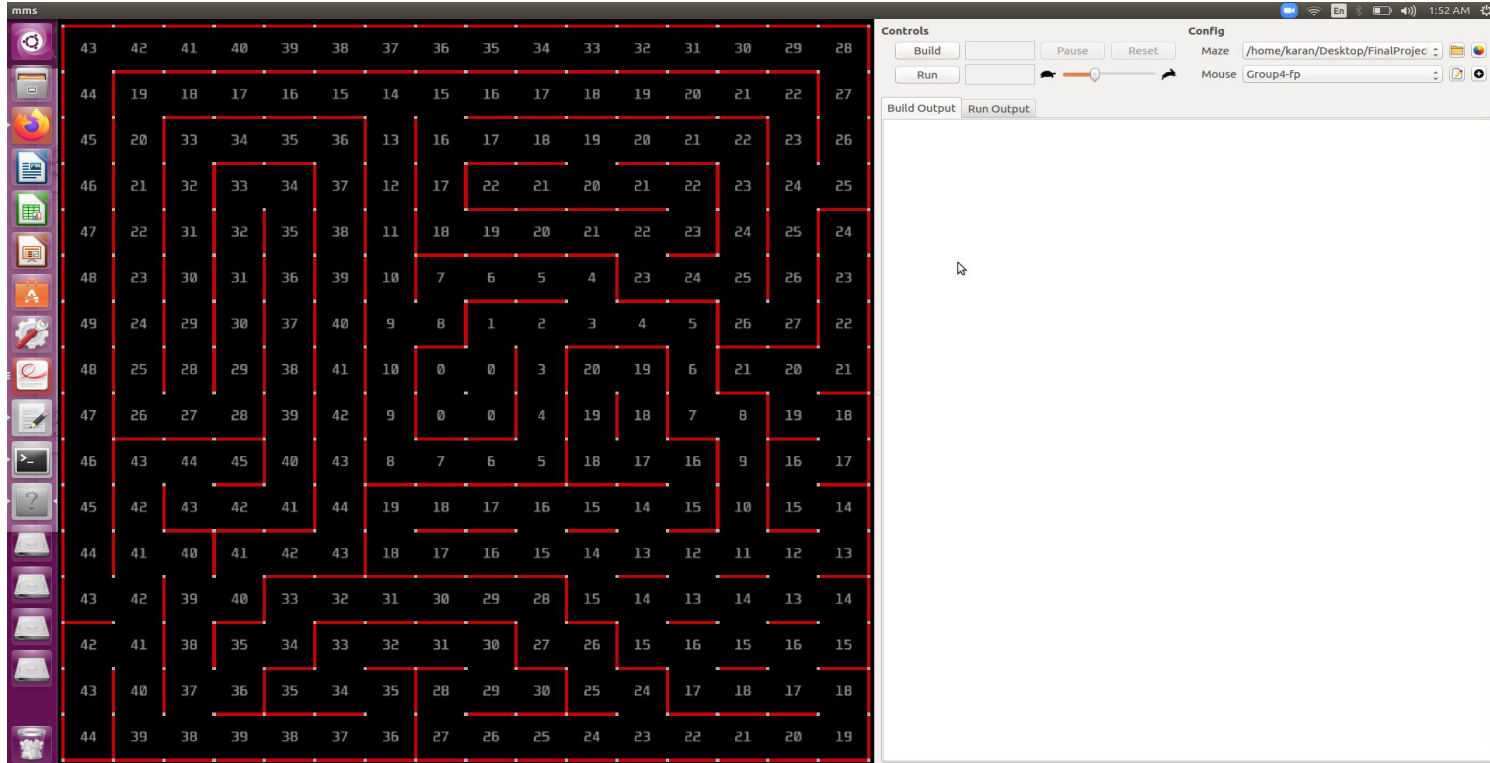 mms
En
1:52 AM
Controls
Build
Pause
Reset
Run
Config
Maze
/home/karan/Desktop/FinalProjec
Mouse
Group4-fp
Build Output
Run Output
43 42 41 40 39 38 37 36 35 34 33 32 31 30 29 28
44 19 18 17 16 15 14 15 16 17 18 19 20 21 22 27
45 20 33 34 35 36 13 16 17 18 19 20 21 22 23 26
46 21 32 33 34 37 12 17 22 21 20 21 22 23 24 25
47 22 31 32 35 38 11 18 19 20 21 22 23 24 25 24
48 23 30 31 36 39 10 7 6 5 4 23 24 25 26 23
49 24 29 30 37 40 9 8 1 2 3 4 5 26 27 22
48 25 28 29 38 41 10 0 0 3 20 19 6 21 20 21
47 26 27 28 39 42 9 0 0 4 19 18 7 8 19 18
46 43 44 45 40 43 8 7 6 5 18 17 16 9 16 17
45 42 43 42 41 44 19 18 17 16 15 14 15 10 15 14
44 41 40 41 42 43 18 17 16 15 14 13 12 11 12 13
43 42 39 40 33 32 31 30 29 28 15 14 13 14 13 14
42 41 38 35 34 33 32 31 30 27 26 15 16 15 16 15
43 40 37 36 35 34 35 28 29 30 25 24 17 18 17 18
44 39 38 39 38 37 36 27 26 25 24 23 22 21 20 19